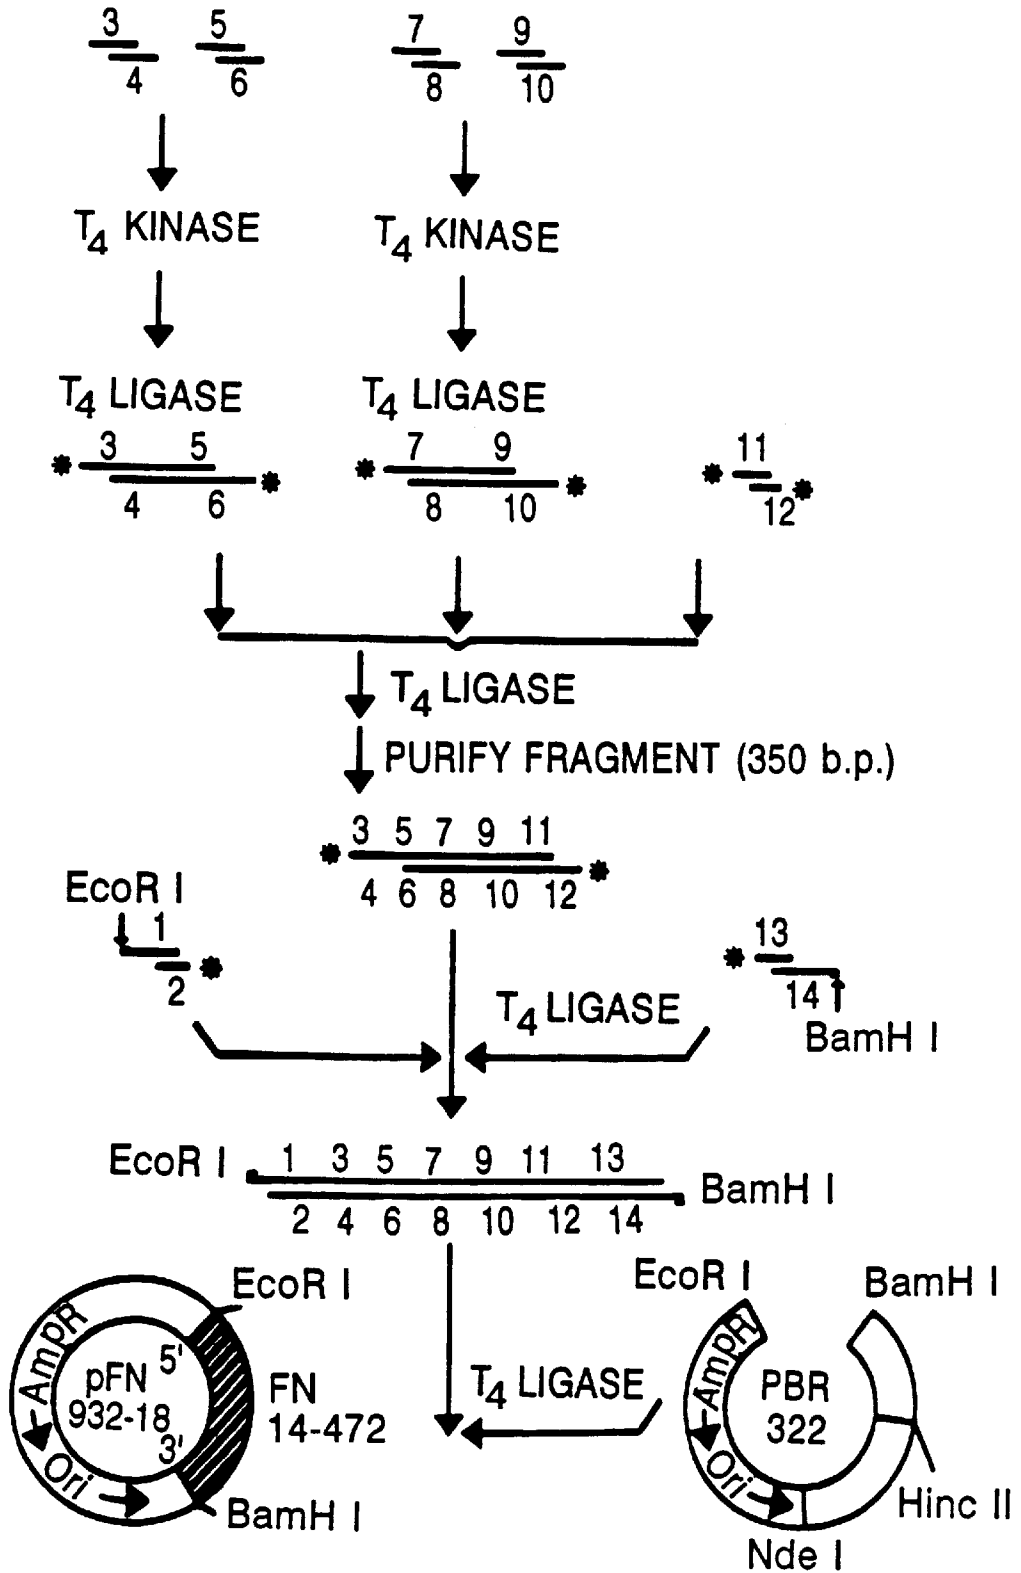 3 5 7 9
4 6 8 10
T4 KINASE T4 KINASE
T4 LIGASE T4 LIGASE
* 3 5 * 7 9 * 11
4 6 * 8 10 * 12 *
T4 LIGASE
PURIFY FRAGMENT (350 b.p.)
* 3 5 7 9 11
4 6 8 10 12 *
EcoR I
1
2 *
* 13
14
BamH I
T4 LIGASE
EcoR I 1 3 5 7 9 11 13
2 4 6 8 10 12 14 BamH I
EcoR I
AmpR
pFN
932-18
5'
3'
Ori
FN
14-472
BamH I
T4 LIGASE
EcoR I
BamH I
AmpR
PBR
322
Ori
Hinc II
Nde I